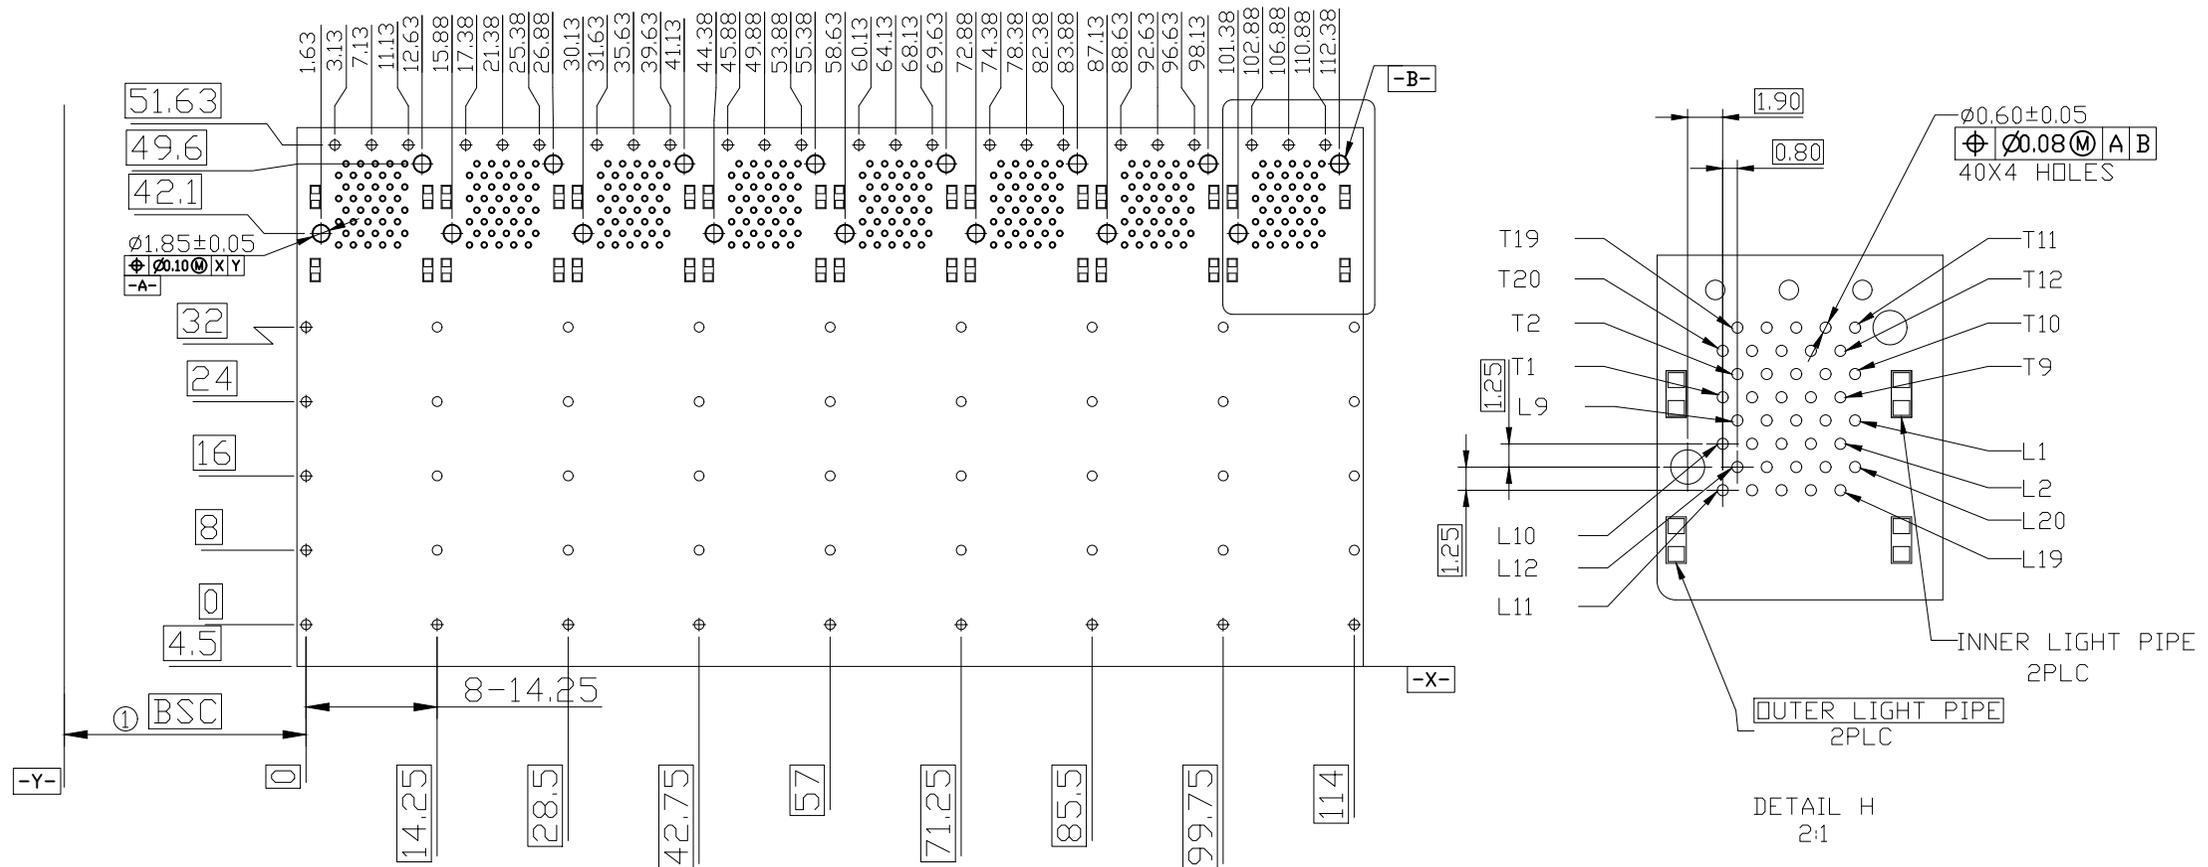 1.63
3.13
7.13
11.13
12.63
15.88
17.38
21.38
25.38
26.88
30.13
31.63
35.63
39.63
41.13
44.38
45.88
49.88
53.88
55.38
58.63
60.13
64.13
68.13
69.63
72.88
74.38
78.38
82.38
83.88
87.13
88.63
92.63
96.63
98.13
101.38
102.88
106.88
110.88
112.38
-B-
51.63
49.6
42.1
Ø1.85±0.05
⌖ Ø0.10Ⓜ X Y
-A-
32
24
16
8
0
4.5
① BSC
8-14.25
-X-
-Y-
0
14.25
28.5
42.75
57
71.25
85.5
99.75
114
1.90
0.80
Ø0.60±0.05
⌖ Ø0.08Ⓜ A B
40X4 HOLES
T19
T20
T2
T1
L9
1.25
1.25
L10
L12
L11
T11
T12
T10
T9
L1
L2
L20
L19
INNER LIGHT PIPE
2PLC
OUTER LIGHT PIPE
2PLC
DETAIL H
2:1